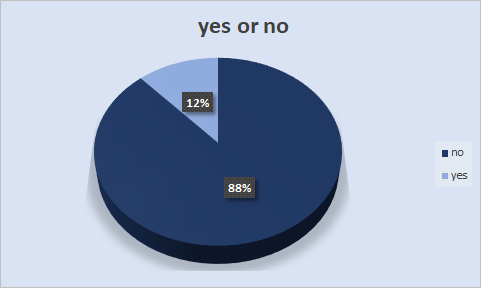 yes or no
12%
88%
no
yes